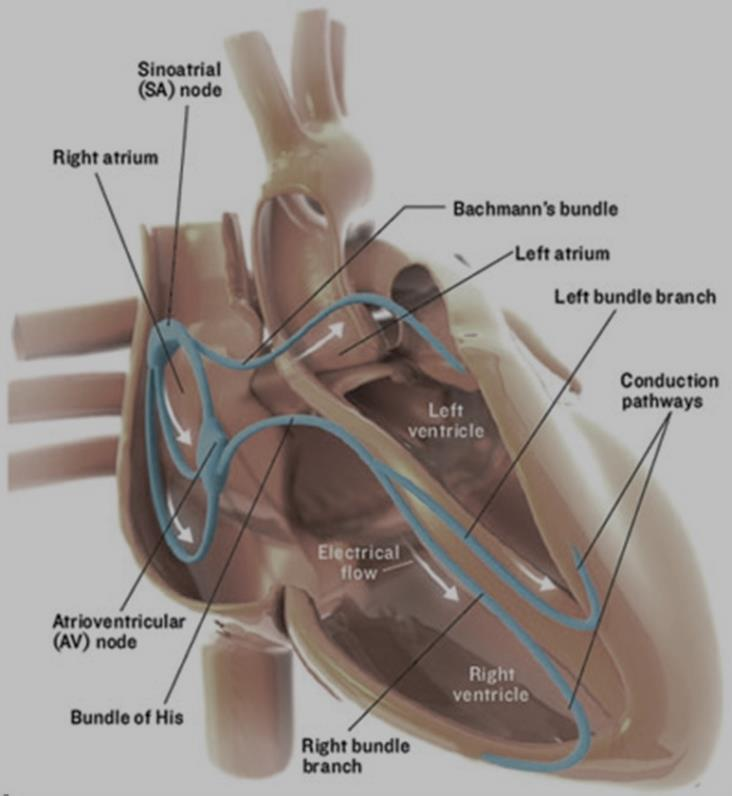 Sinoatrial
(SA) node
Right atrium
Bachmann's bundle
Left atrium
Left bundle branch
Conduction
pathways
Left
ventricle
Electrical
flow
Atrioventricular
(AV) node
Right
ventricle
Bundle of His
Right bundle
branch